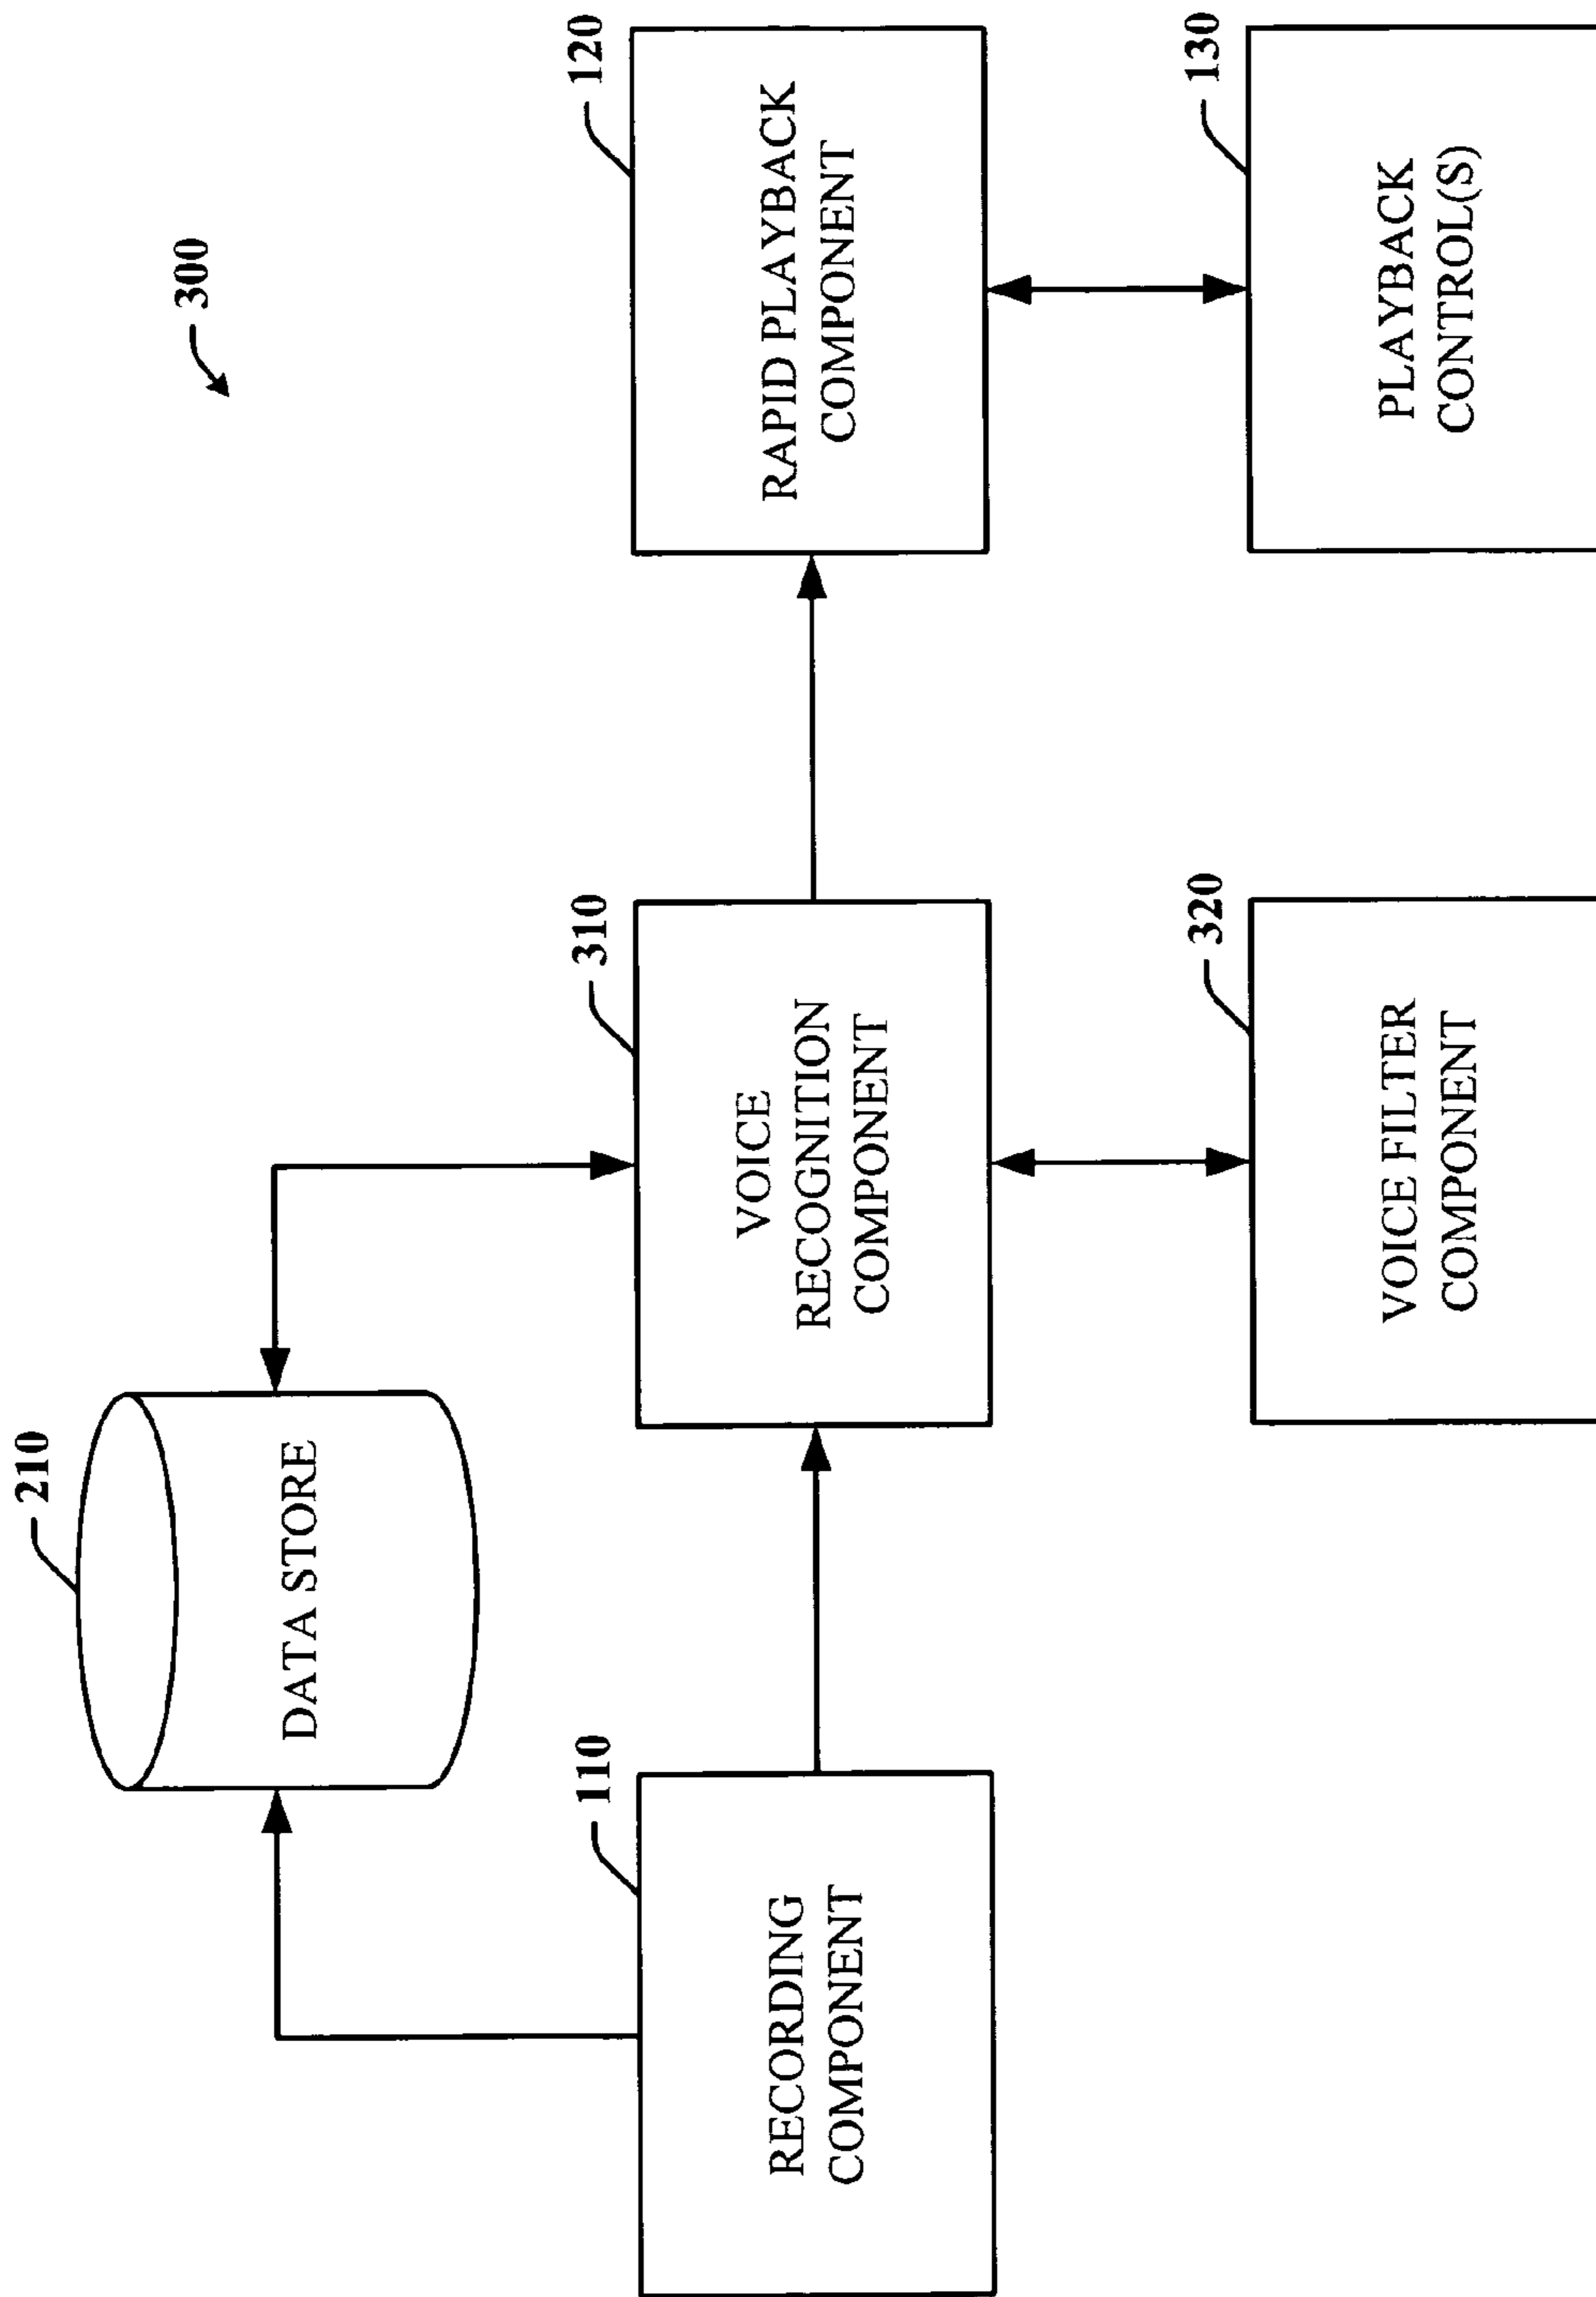 300
210
DATA STORE
110
RECORDING
COMPONENT
310
VOICE
RECOGNITION
COMPONENT
120
RAPID PLAYBACK
COMPONENT
320
VOICE FILTER
COMPONENT
130
PLAYBACK
CONTROL(S)